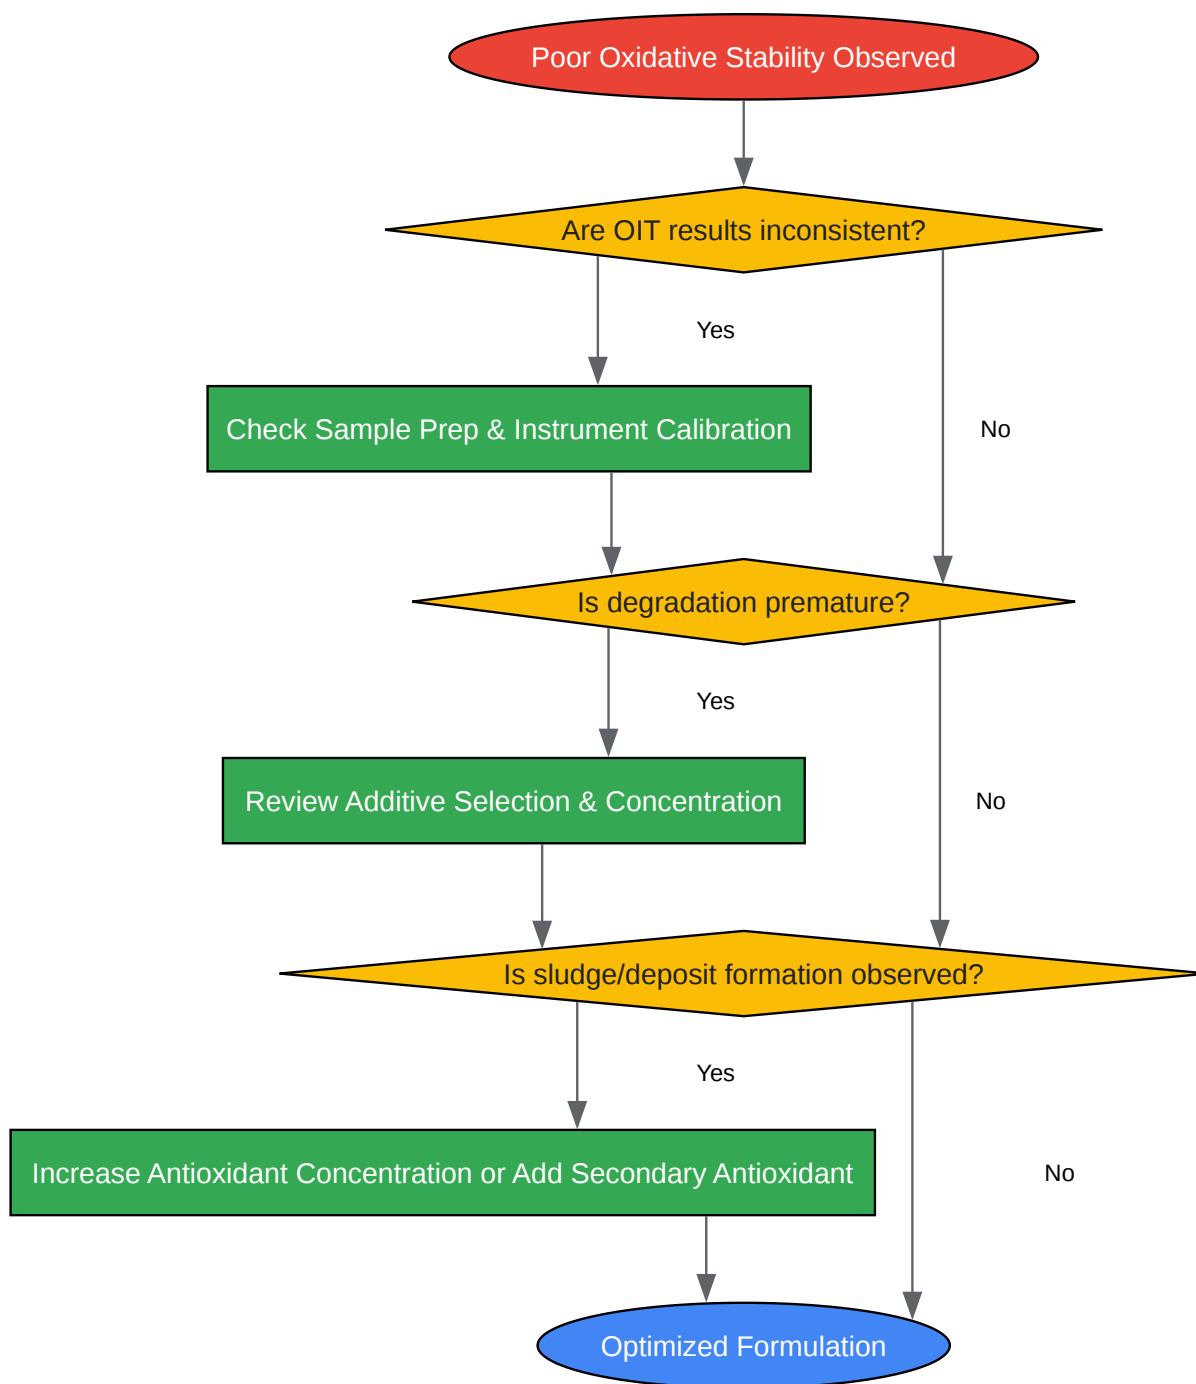 Poor Oxidative Stability Observed
Are OIT results inconsistent?
Yes
Check Sample Prep & Instrument Calibration
No
Is degradation premature?
Yes
Review Additive Selection & Concentration
No
Is sludge/deposit formation observed?
Yes
Increase Antioxidant Concentration or Add Secondary Antioxidant
No
Optimized Formulation